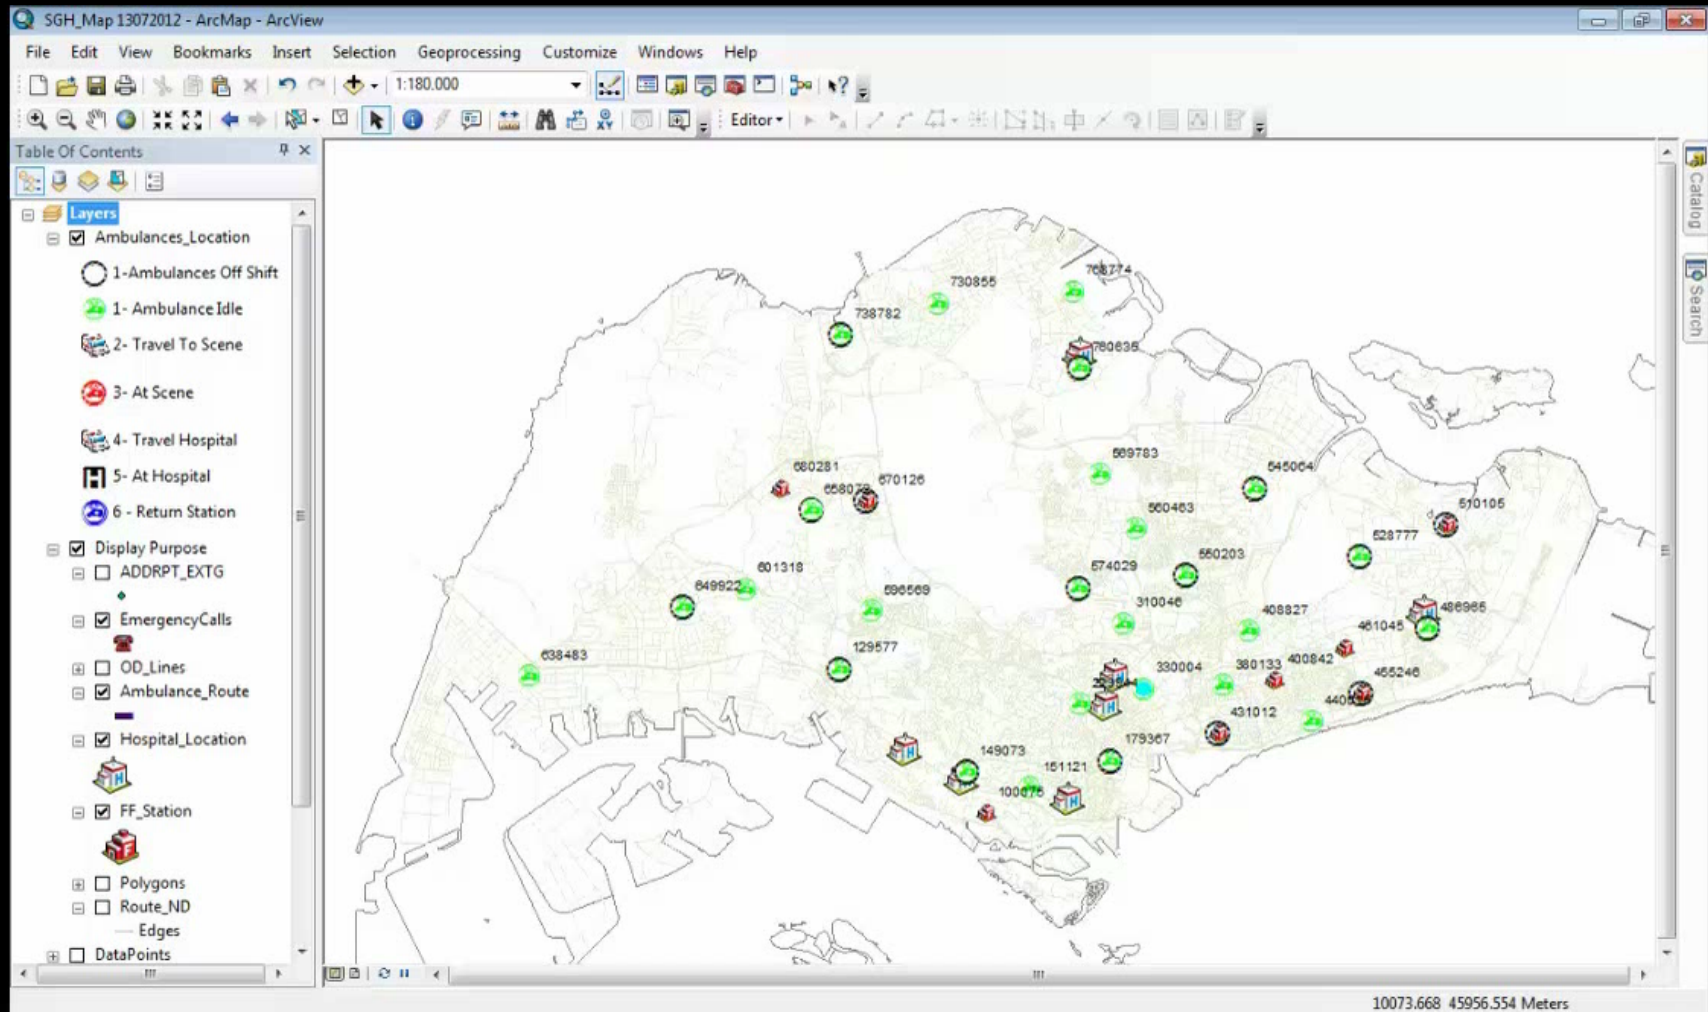 SGH_Map 13072012 - ArcMap - ArcView
File Edit View Bookmarks Insert Selection Geoprocessing Customize Windows Help
1:180.000
Editor
Table Of Contents
Layers
Ambulances_Location
1-Ambulances Off Shift
1- Ambulance Idle
2- Travel To Scene
3- At Scene
4- Travel Hospital
5- At Hospital
6 - Return Station
Display Purpose
ADDRPT_EXTG
EmergencyCalls
OD_Lines
Ambulance_Route
Hospital_Location
FF_Station
Polygons
Route_ND
Edges
DataPoints
Catalog
Search
730855
738782
680281
670126
569783
545064
510105
560463
528777
550203
574029
601318
649922
596569
310046
408827
486965
461045
129577
638483
330004
380133
400842
455246
431012
179367
149073
151121
10073.668 45956.554 Meters